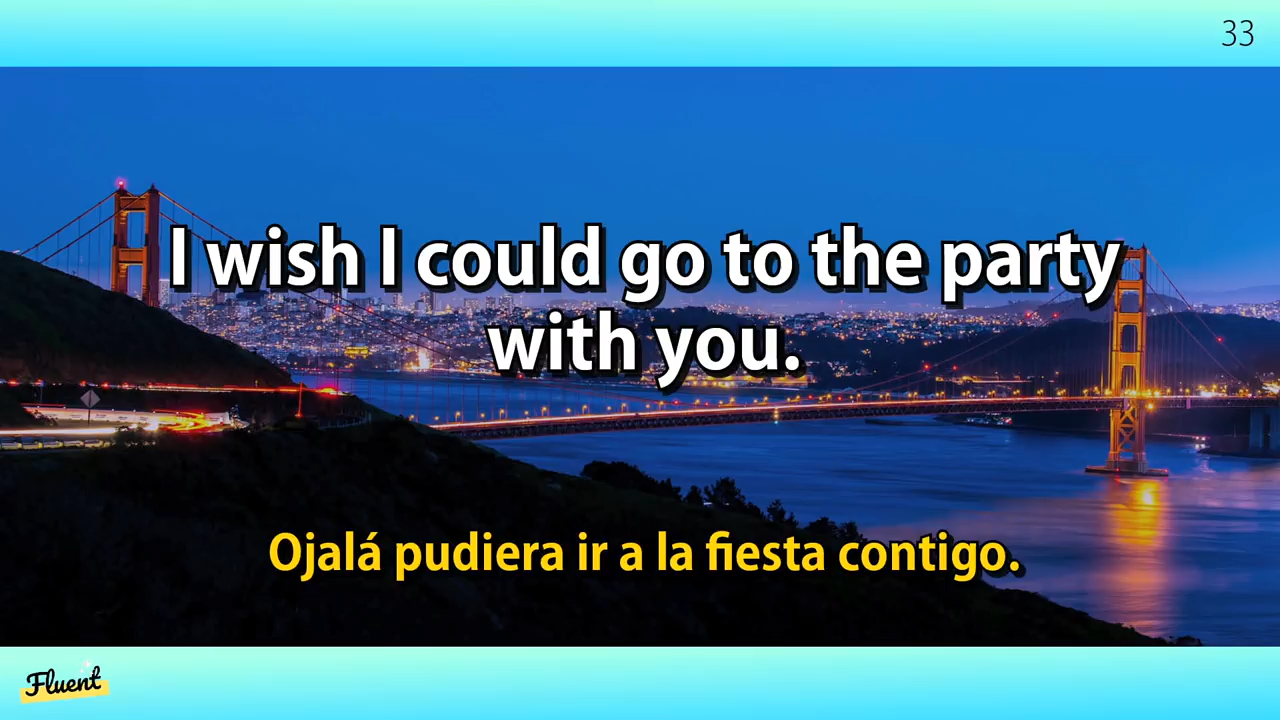 33
I wish I could go to the party
with you.
Ojalá pudiera ir a la fiesta contigo.
Fluent